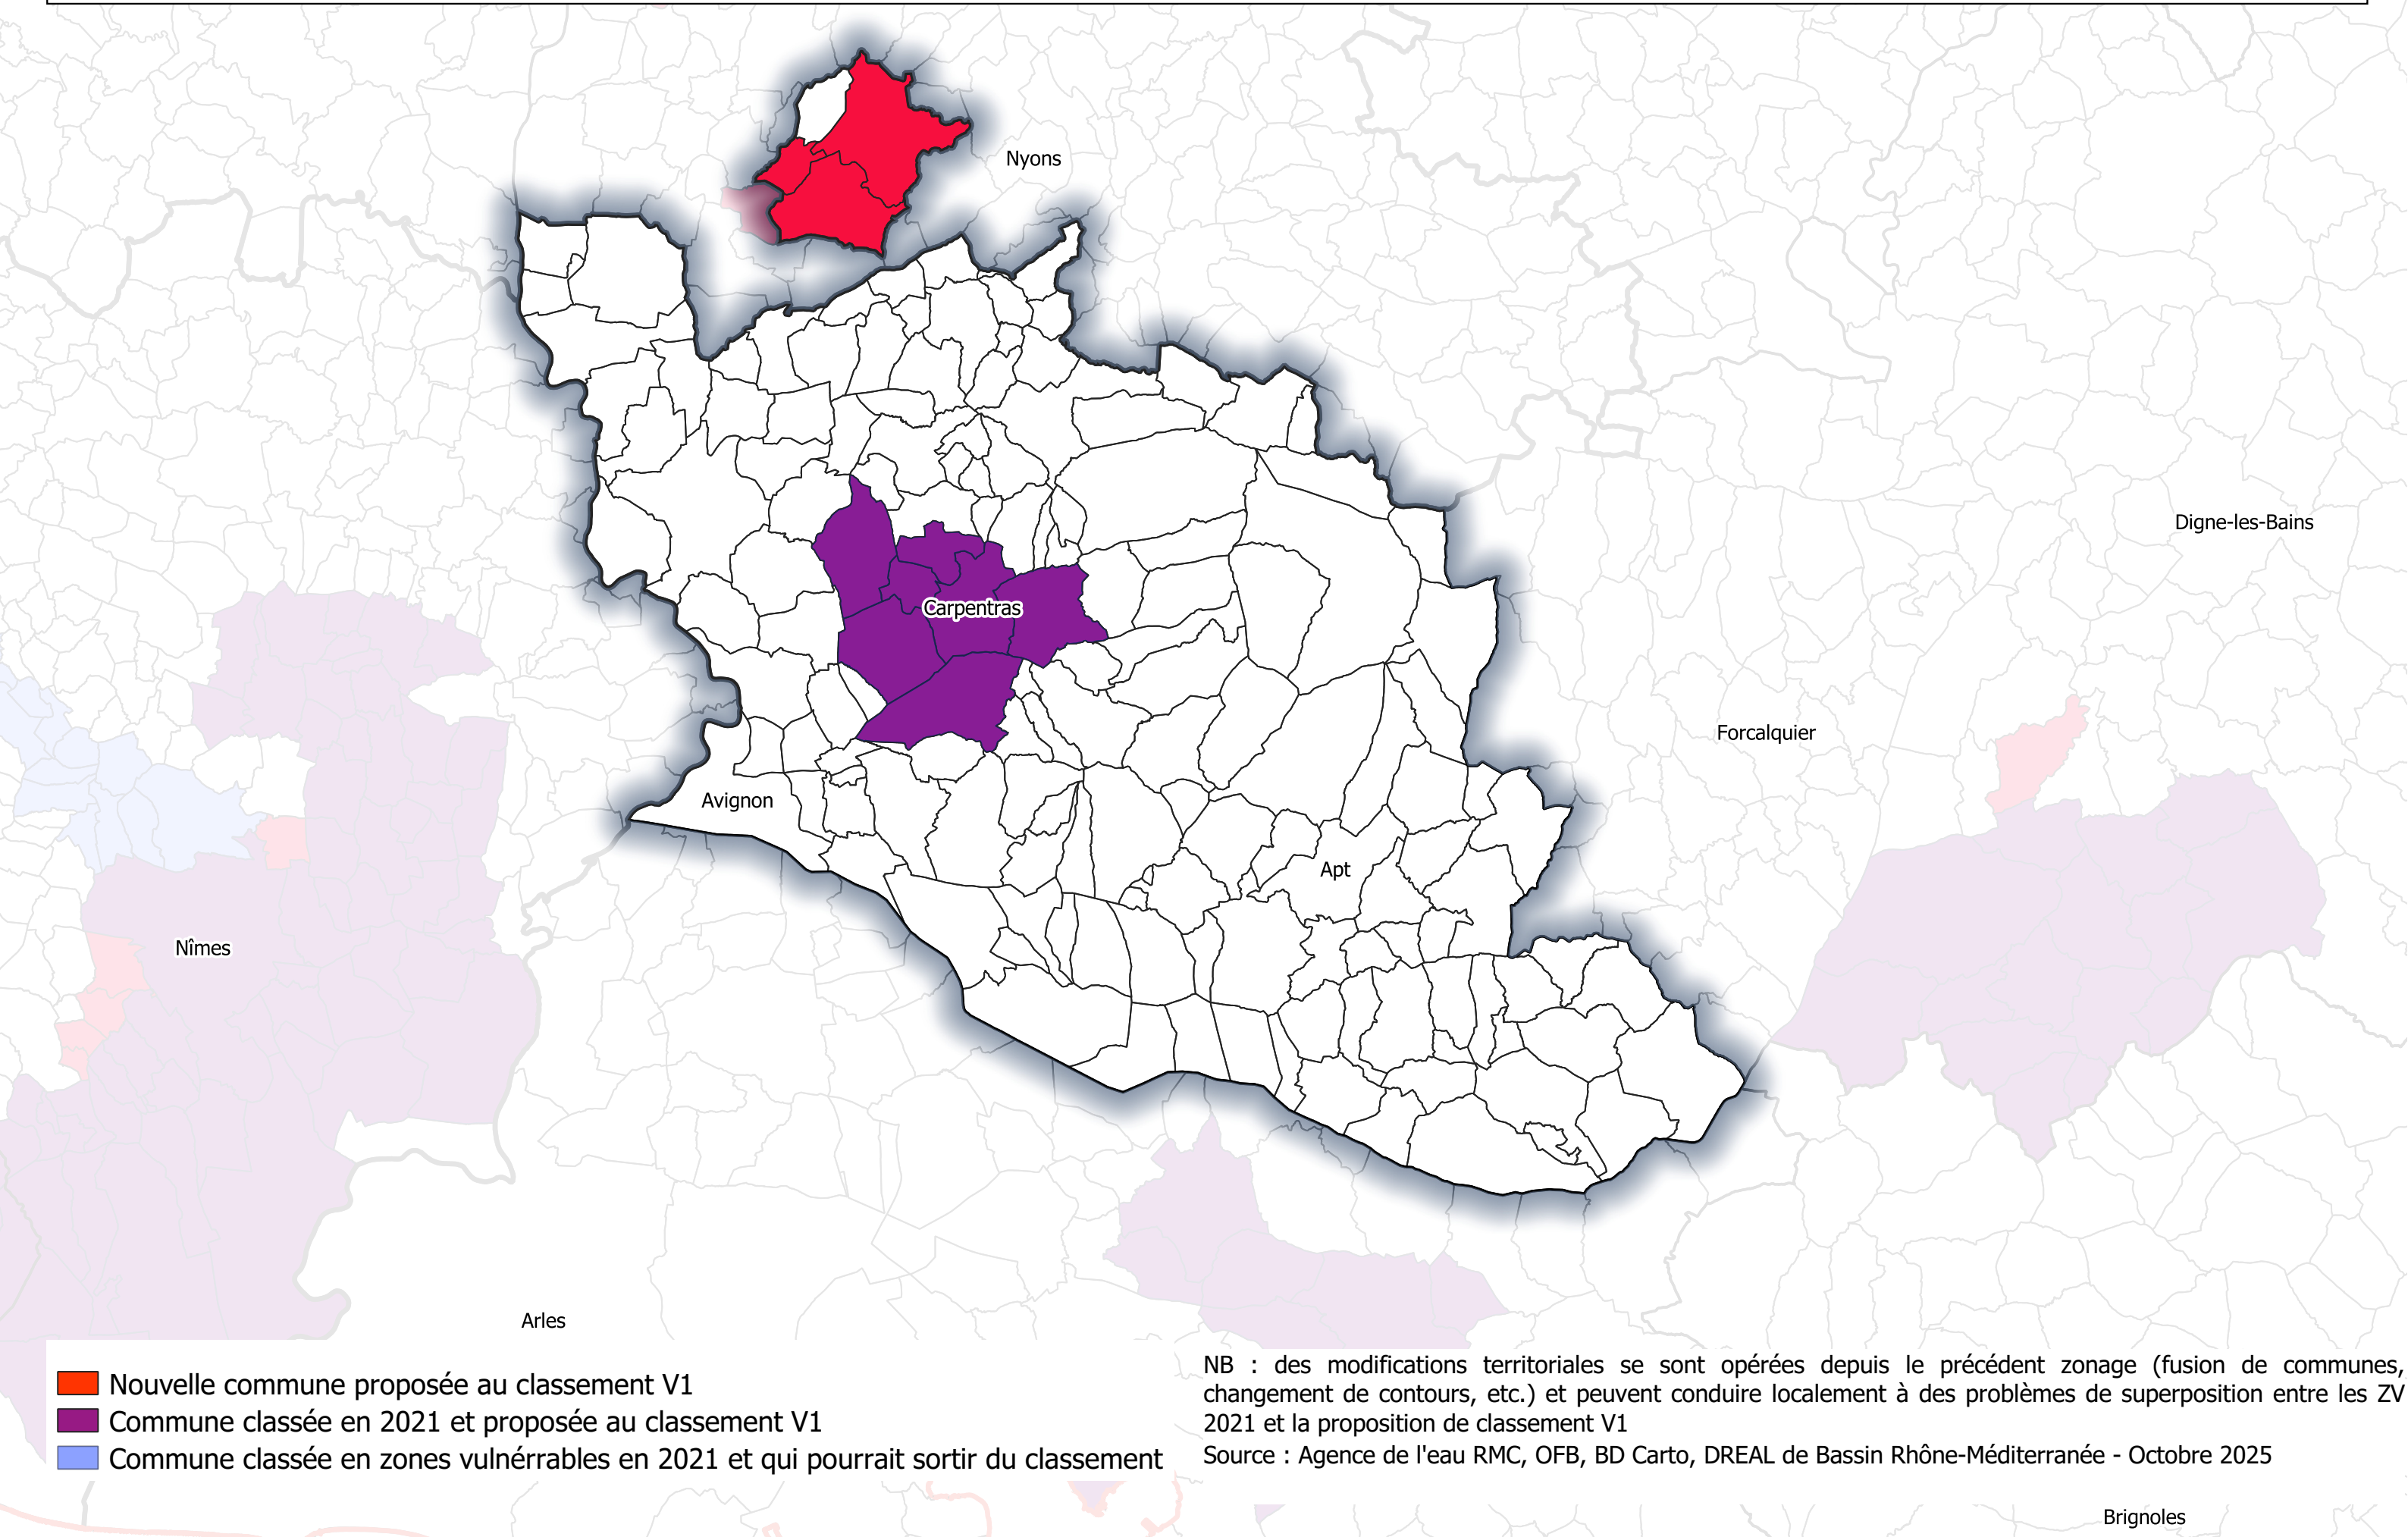 Nyons
Digne-les-Bains
Carpentras
Forcalquier
Avignon
Apt
Nîmes
Arles
Nouvelle commune proposée au classement V1
Commune classée en 2021 et proposée au classement V1
Commune classée en zones vulnérrables en 2021 et qui pourrait sortir du classement
NB : des modifications territoriales se sont opérées depuis le précédent zonage (fusion de communes,
changement de contours, etc.) et peuvent conduire localement à des problèmes de superposition entre les ZV
2021 et la proposition de classement V1
Source : Agence de l'eau RMC, OFB, BD Carto, DREAL de Bassin Rhône-Méditerranée - Octobre 2025
Brignoles